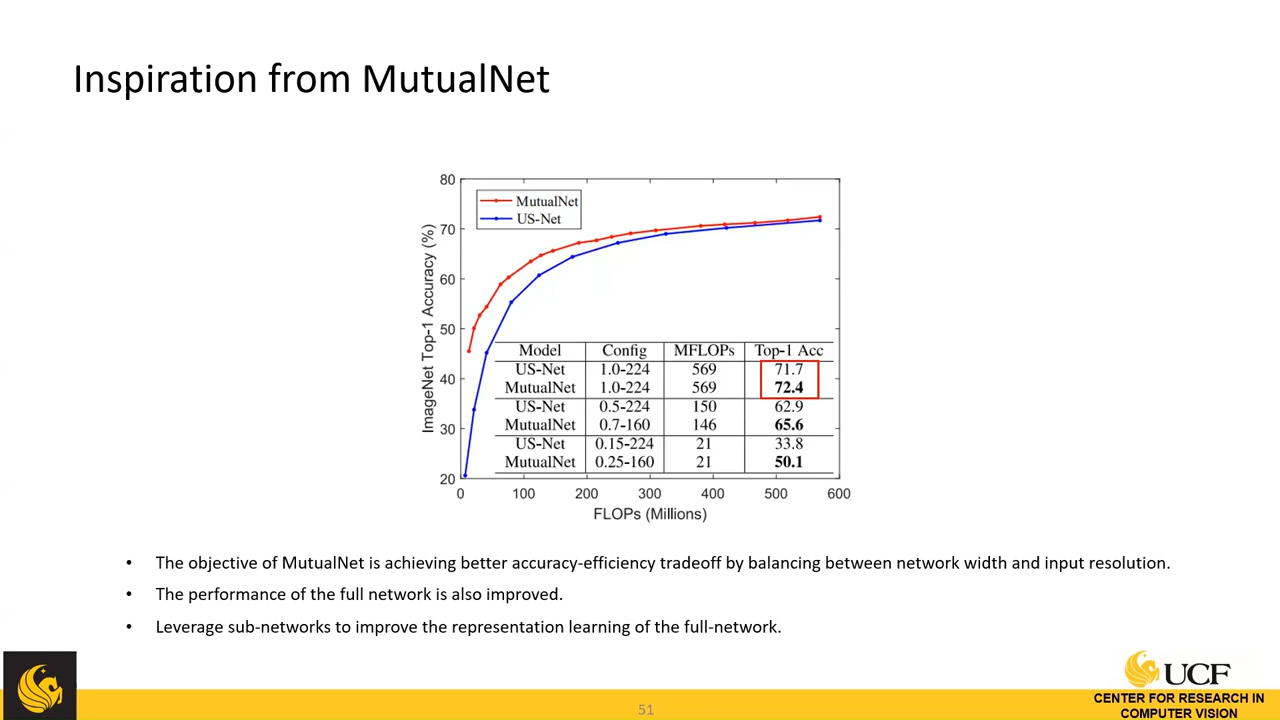 Inspiration from MutualNet
80
70
60
50
40
30
20
ImageNet Top-1 Accuracy (%)
MutualNet
US-Net
Model Config MFLOPs Top-1 Acc
US-Net 1.0-224 569 71.7
MutualNet 1.0-224 569 72.4
US-Net 0.5-224 150 62.9
MutualNet 0.7-160 146 65.6
US-Net 0.15-224 21 33.8
MutualNet 0.25-160 21 50.1
0 100 200 300 400 500 600
FLOPs (Millions)
• The objective of MutualNet is achieving better accuracy-efficiency tradeoff by balancing between network width and input resolution.
• The performance of the full network is also improved.
• Leverage sub-networks to improve the representation learning of the full-network.
UCF
CENTER FOR RESEARCH IN
COMPUTER VISION
51